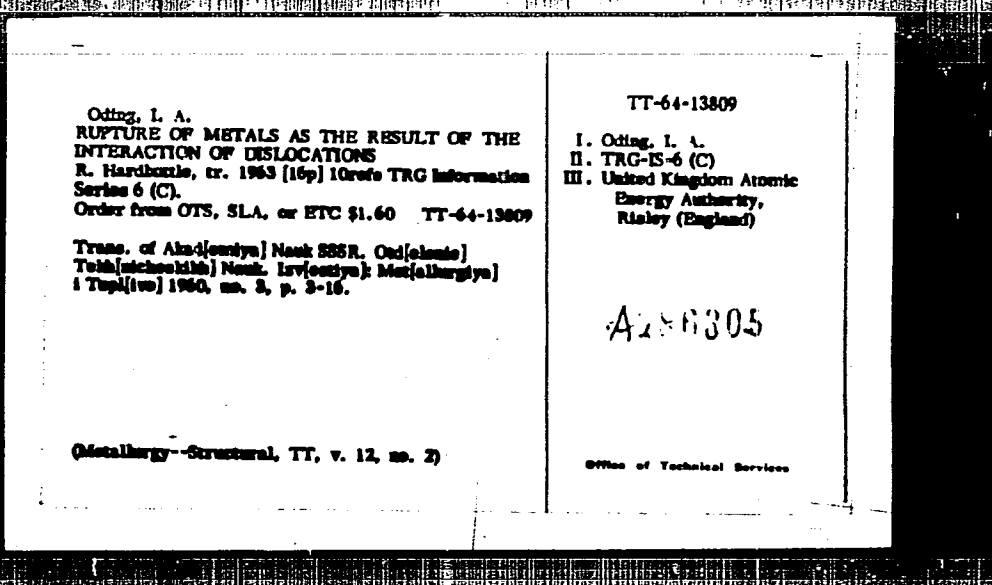 Oding, I. A.
RUPTURE OF METALS AS THE RESULT OF THE
INTERACTION OF DISLOCATIONS
R. Hardbottle, tr. 1963 [16p] 10refs TRG Information
Series 6 (C).
Order from OTS, SLA, or ETC $1.60 TT-64-13809
Trans. of Akad[emiya] Nauk SSSR. Otd[elenie]
Tekh[nicheskikh] Nauk. Izv[estiya]: Met[allurgiya]
i Topl[ivo] 1960, no. 3, p. 3-16.
(Metallurgy--Structural, TT, v. 12, no. 2)
TT-64-13809
I. Oding, I. A.
II. TRG-IS-6 (C)
III. United Kingdom Atomic
Energy Authority,
Risley (England)
Office of Technical Services